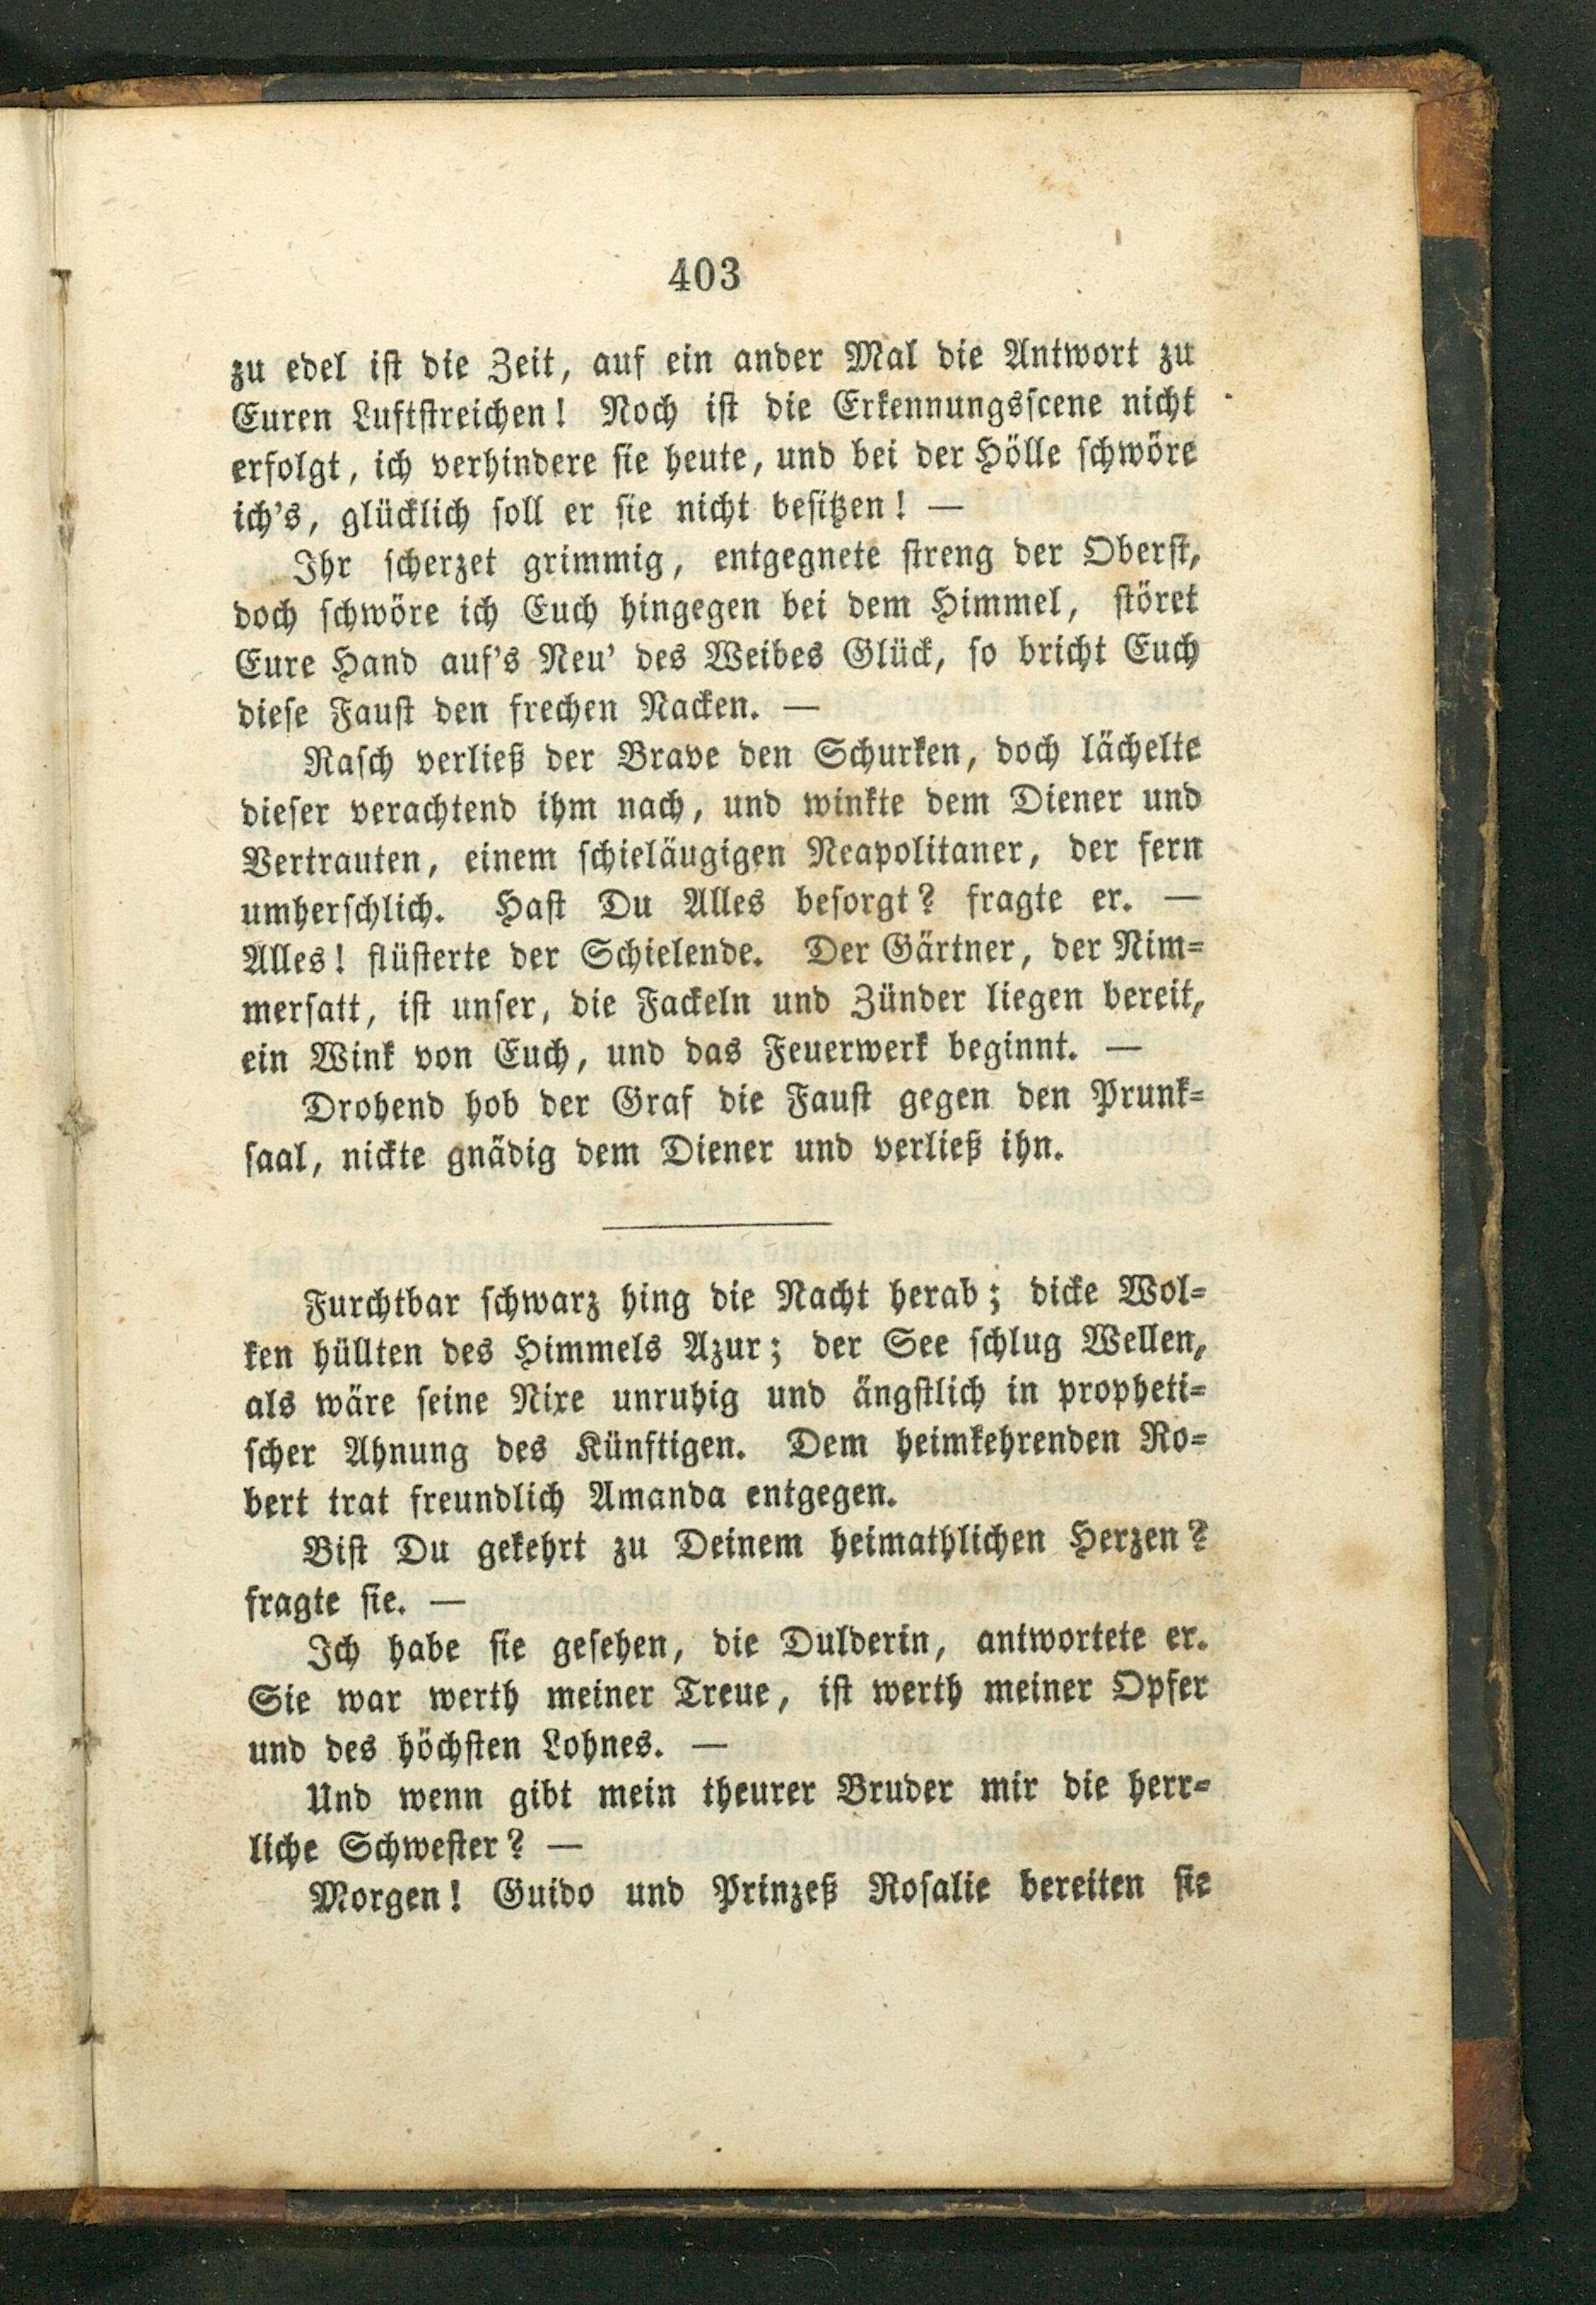 403
zu edel iſt die Zeit, auf ein ander Mal die Antwort zu
Euren Luftſtreichen! Noch iſt die Erkennungsſcene nicht
erfolgt, ich verhindere ſie heute, und bei der Hölle ſchwöre
ich's, glücklich ſoll er ſie nicht beſitzen! —
Ihr ſcherzet grimmig, entgegnete ſtreng der Oberſt,
doch ſchwöre ich Euch hingegen bei dem Himmel, ſtöret
Eure Hand auf's Neu' des Weibes Glück, ſo bricht Euch
dieſe Fauſt den frechen Nacken. —
Raſch verließ der Brave den Schurken, doch lächelte
dieſer verachtend ihm nach, und winkte dem Diener und
Vertrauten, einem ſchieläugigen Neapolitaner, der fern
umherſchlich. Haſt Du Alles beſorgt? fragte er. —
Alles! flüſterte der Schielende. Der Gärtner, der Nim-
merſatt, iſt unſer, die Fackeln und Zünder liegen bereit,
ein Wink von Euch, und das Feuerwerk beginnt. —
Drohend hob der Graf die Fauſt gegen den Prunk-
ſaal, nickte gnädig dem Diener und verließ ihn.
Furchtbar ſchwarz hing die Nacht herab; dicke Wol-
ken hüllten des Himmels Azur; der See ſchlug Wellen,
als wäre ſeine Nixe unruhig und ängſtlich in propheti-
ſcher Ahnung des Künftigen. Dem heimkehrenden Ro-
bert trat freundlich Amanda entgegen.
Biſt Du gekehrt zu Deinem heimathlichen Herzen?
fragte ſie. —
Ich habe ſie geſehen, die Dulderin, antwortete er.
Sie war werth meiner Treue, iſt werth meiner Opfer
und des höchſten Lohnes. —
Und wenn gibt mein theurer Bruder mir die herr-
liche Schweſter? —
Morgen! Guido und Prinzeß Roſalie bereiten ſie